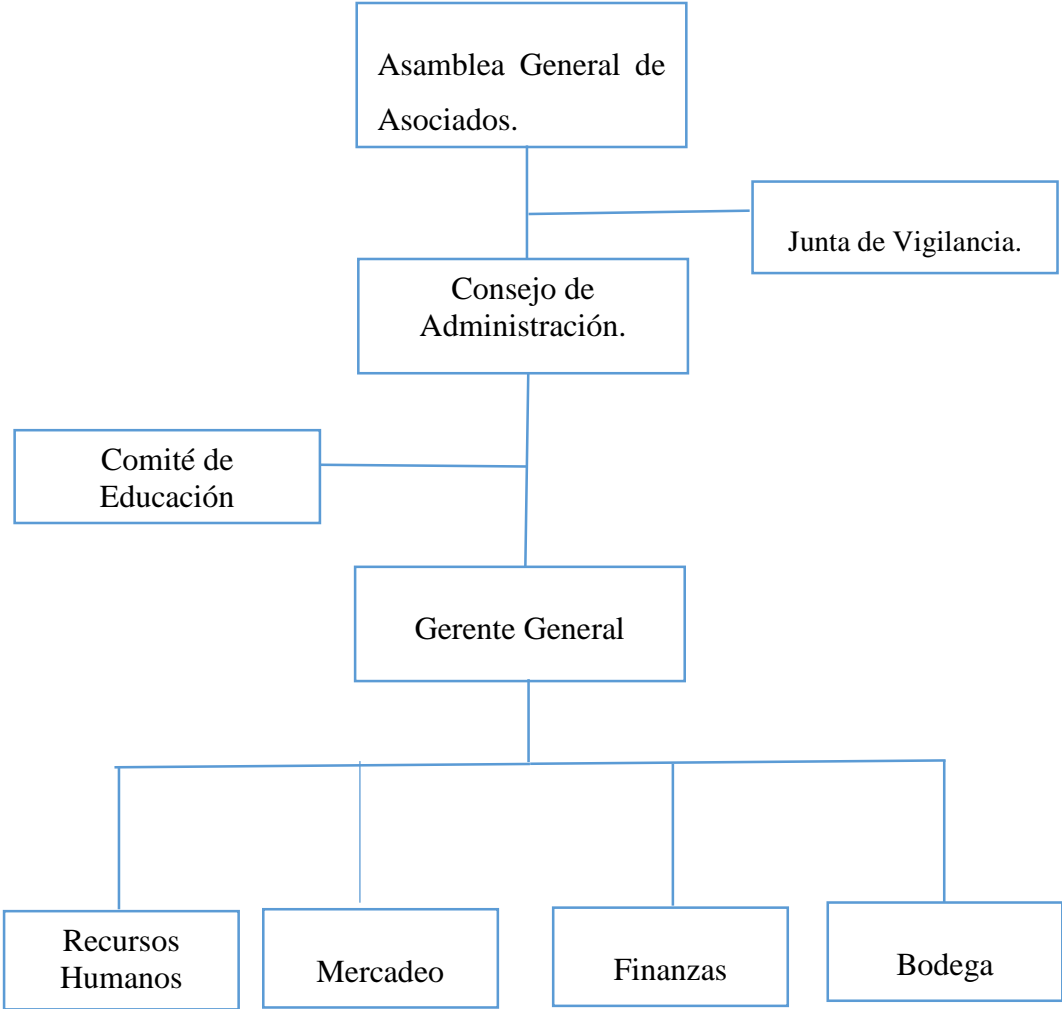 Asamblea General de
Asociados.
Junta de Vigilancia.
Consejo de
Administración.
Comité de
Educación
Gerente General
Recursos
Humanos
Mercadeo
Finanzas
Bodega